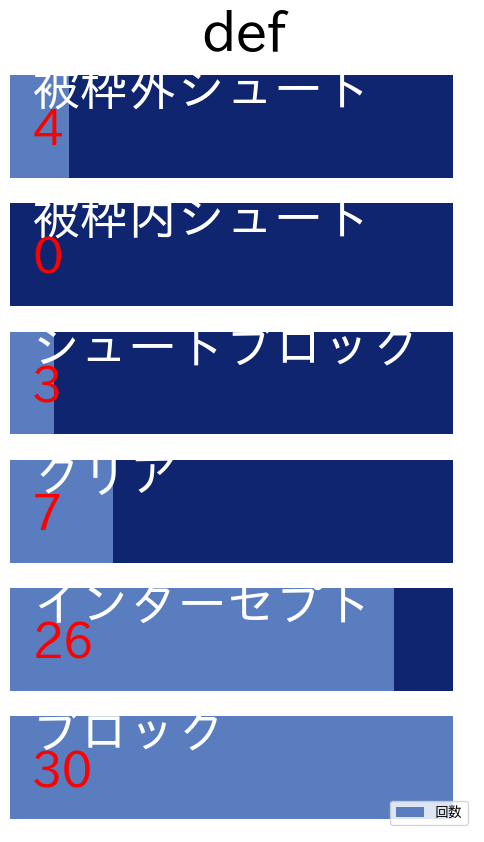 def
被枠外シュート
4
被枠内シュート
0
シュートブロック
3
クリア
7
インターセプト
26
ブロック
30
回数